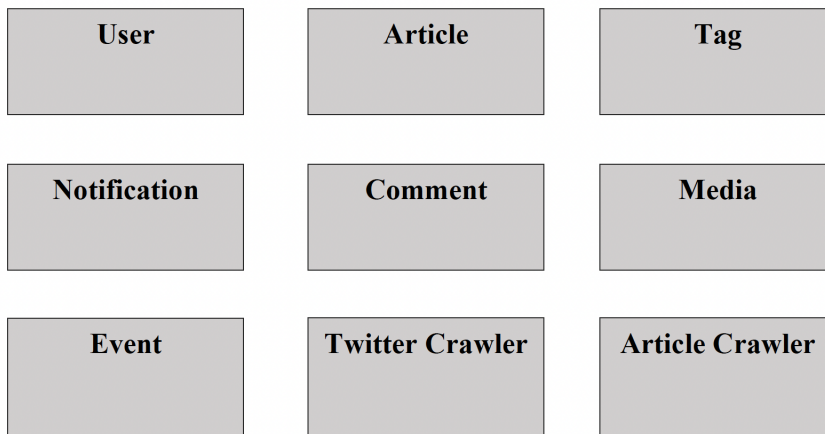 User
Article
Tag
Notification
Comment
Media
Event
Twitter Crawler
Article Crawler